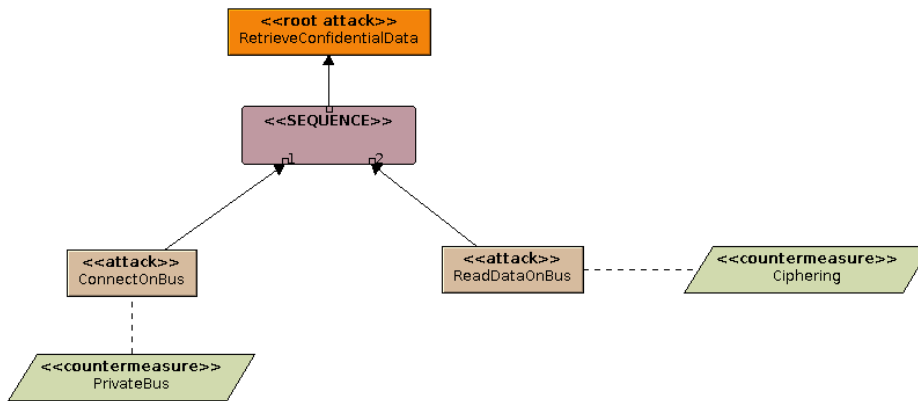 <<root attack>>
RetrieveConfidentialData
<<SEQUENCE>>
1
2
<<attack>>
ConnectOnBus
<<attack>>
ReadDataOnBus
<<countermeasure>>
Ciphering
<<countermeasure>>
PrivateBus